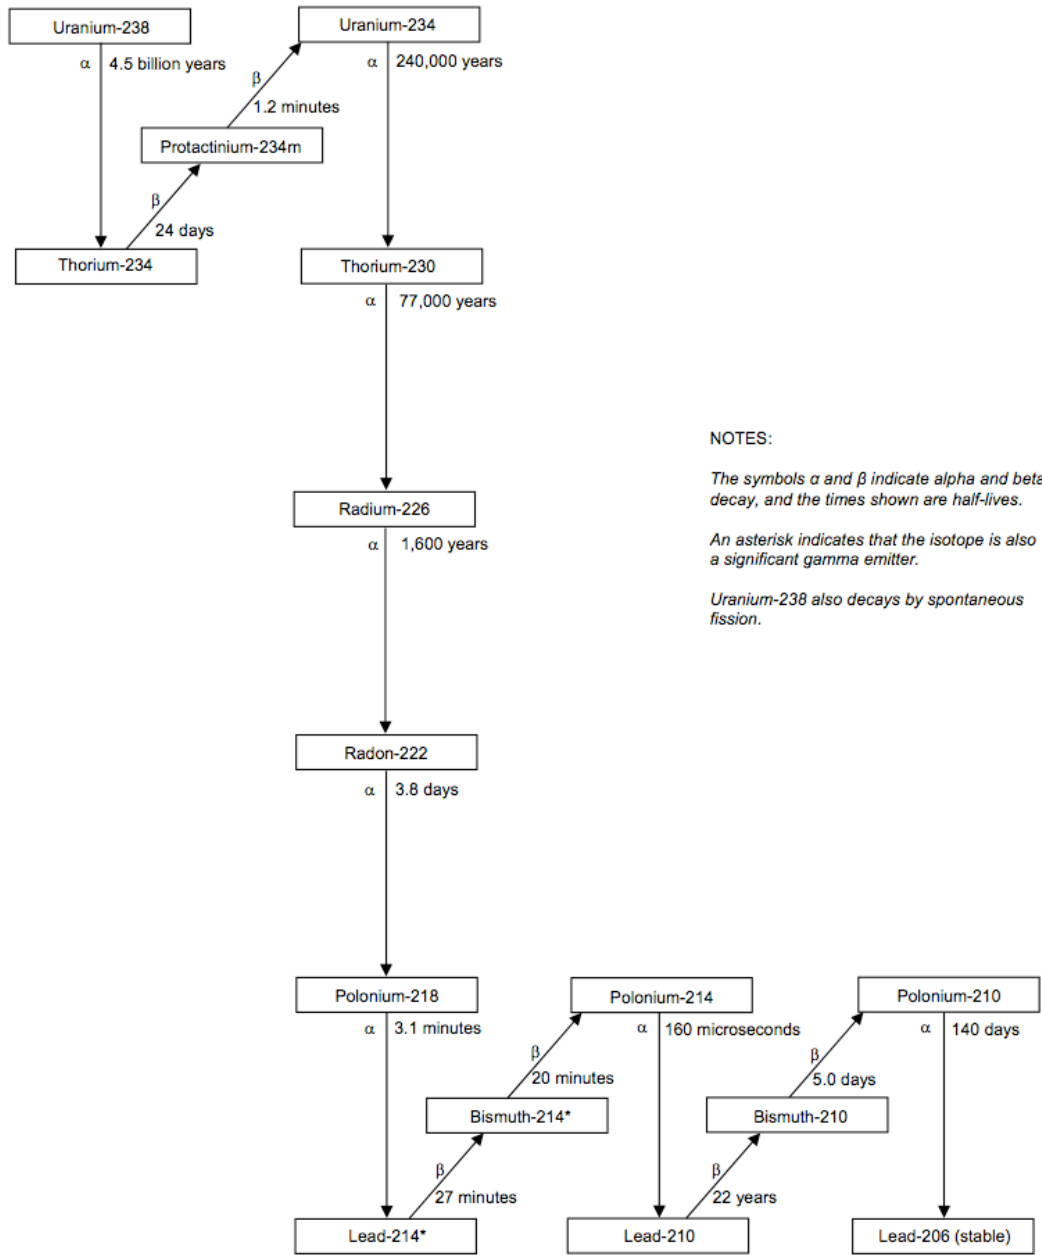 Uranium-238
Uranium-234
α 4.5 billion years
α 240,000 years
β
1.2 minutes
Protactinium-234m
β
24 days
Thorium-234
Thorium-230
α 77,000 years
NOTES:
The symbols α and β indicate alpha and beta
decay, and the times shown are half-lives.
An asterisk indicates that the isotope is also
a significant gamma emitter.
Uranium-238 also decays by spontaneous
fission.
Radium-226
α 1,600 years
Radon-222
α 3.8 days
Polonium-218
Polonium-214
Polonium-210
α 3.1 minutes
α 160 microseconds
α 140 days
β
20 minutes
β
5.0 days
Bismuth-214*
Bismuth-210
β
27 minutes
β
22 years
Lead-214*
Lead-210
Lead-206 (stable)